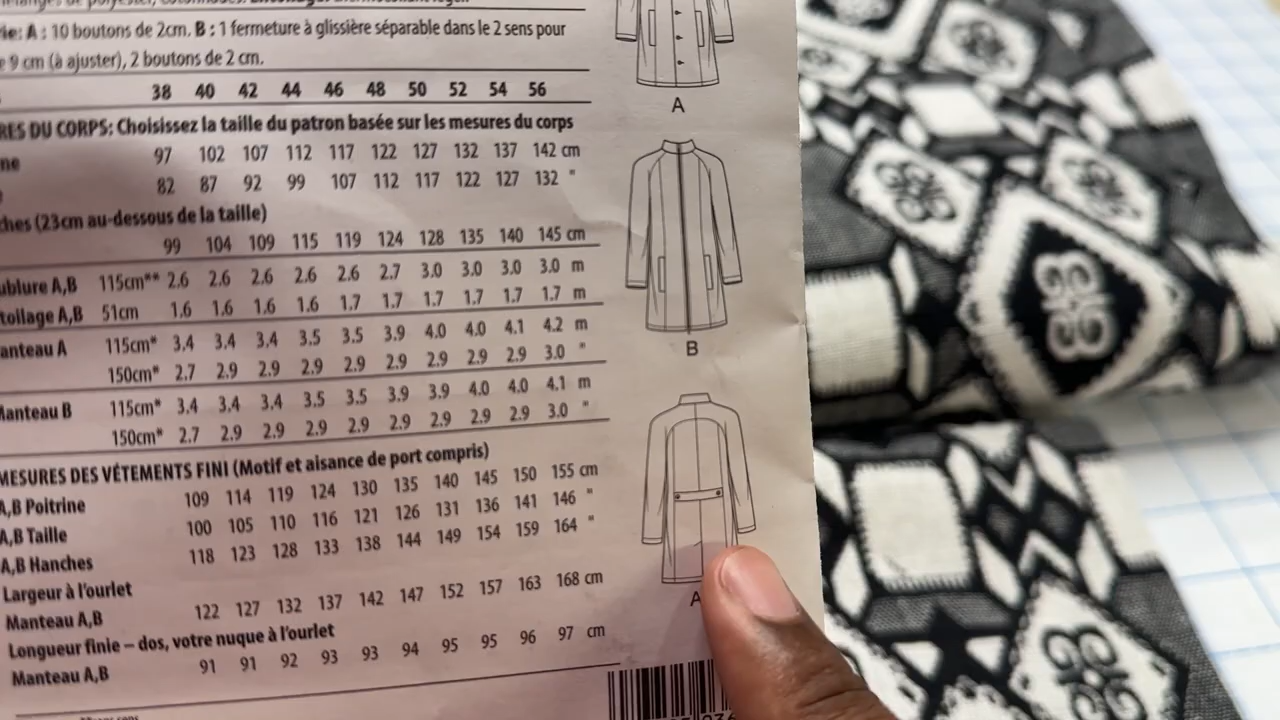 rie: A : 10 boutons de 2cm. B : 1 fermeture à glissière séparable dans le 2 sens pour
e 9 cm (à ajuster), 2 boutons de 2 cm.
38 40 42 44 46 48 50 52 54 56
RES DU CORPS: Choisissez la taille du patron basée sur les mesures du corps
ne 97 102 107 112 117 122 127 132 137 142 cm
82 87 92 99 107 112 117 122 127 132 "
ches (23cm au-dessous de la taille)
99 104 109 115 119 124 128 135 140 145 cm
ublure A,B 115cm** 2.6 2.6 2.6 2.6 2.6 2.7 3.0 3.0 3.0 3.0 m
toilage A,B 51cm 1.6 1.6 1.6 1.6 1.7 1.7 1.7 1.7 1.7 1.7 m
anteau A 115cm* 3.4 3.4 3.4 3.5 3.5 3.9 4.0 4.0 4.1 4.2 m
150cm* 2.7 2.9 2.9 2.9 2.9 2.9 2.9 2.9 2.9 3.0 "
Manteau B 115cm* 3.4 3.4 3.4 3.5 3.5 3.9 3.9 4.0 4.0 4.1 m
150cm* 2.7 2.9 2.9 2.9 2.9 2.9 2.9 2.9 2.9 3.0 "
MESURES DES VÉTEMENTS FINI (Motif et aisance de port compris)
A,B Poitrine 109 114 119 124 130 135 140 145 150 155 cm
A,B Taille 100 105 110 116 121 126 131 136 141 146 "
A,B Hanches 118 123 128 133 138 144 149 154 159 164 "
Largeur à l'ourlet
Manteau A,B 122 127 132 137 142 147 152 157 163 168 cm
Longueur finie – dos, votre nuque à l'ourlet
Manteau A,B 91 91 92 93 93 94 95 95 96 97 cm
A
B
A